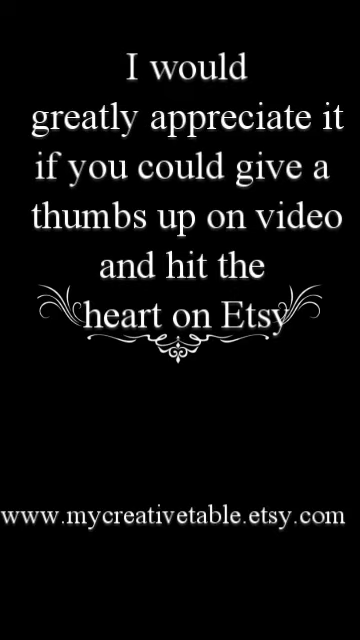 I would
greatly appreciate it
if you could give a
thumbs up on video
and hit the
heart on Etsy
www.mycreativetable.etsy.com